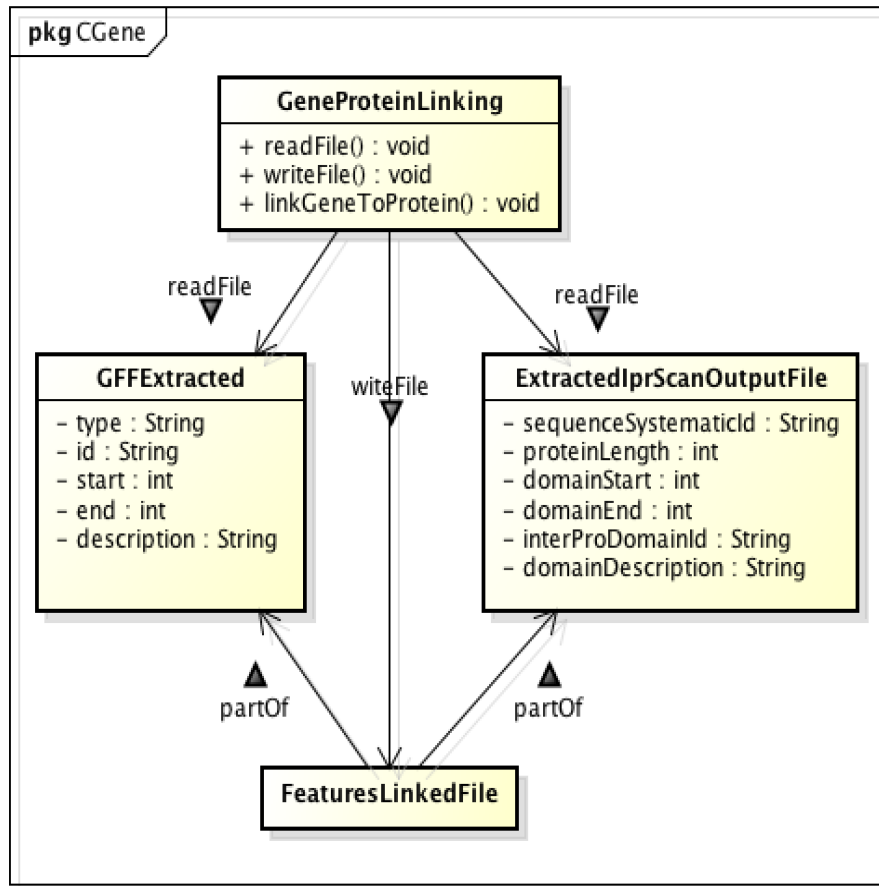 pkg CGene
GeneProteinLinking
+ readFile() : void
+ writeFile() : void
+ linkGeneToProtein() : void
readFile
readFile
GFFExtracted
- type : String
- id : String
- start : int
- end : int
- description : String
witeFile
ExtractedIprScanOutputFile
- sequenceSystematicId : String
- proteinLength : int
- domainStart : int
- domainEnd : int
- interProDomainId : String
- domainDescription : String
partOf
partOf
FeaturesLinkedFile